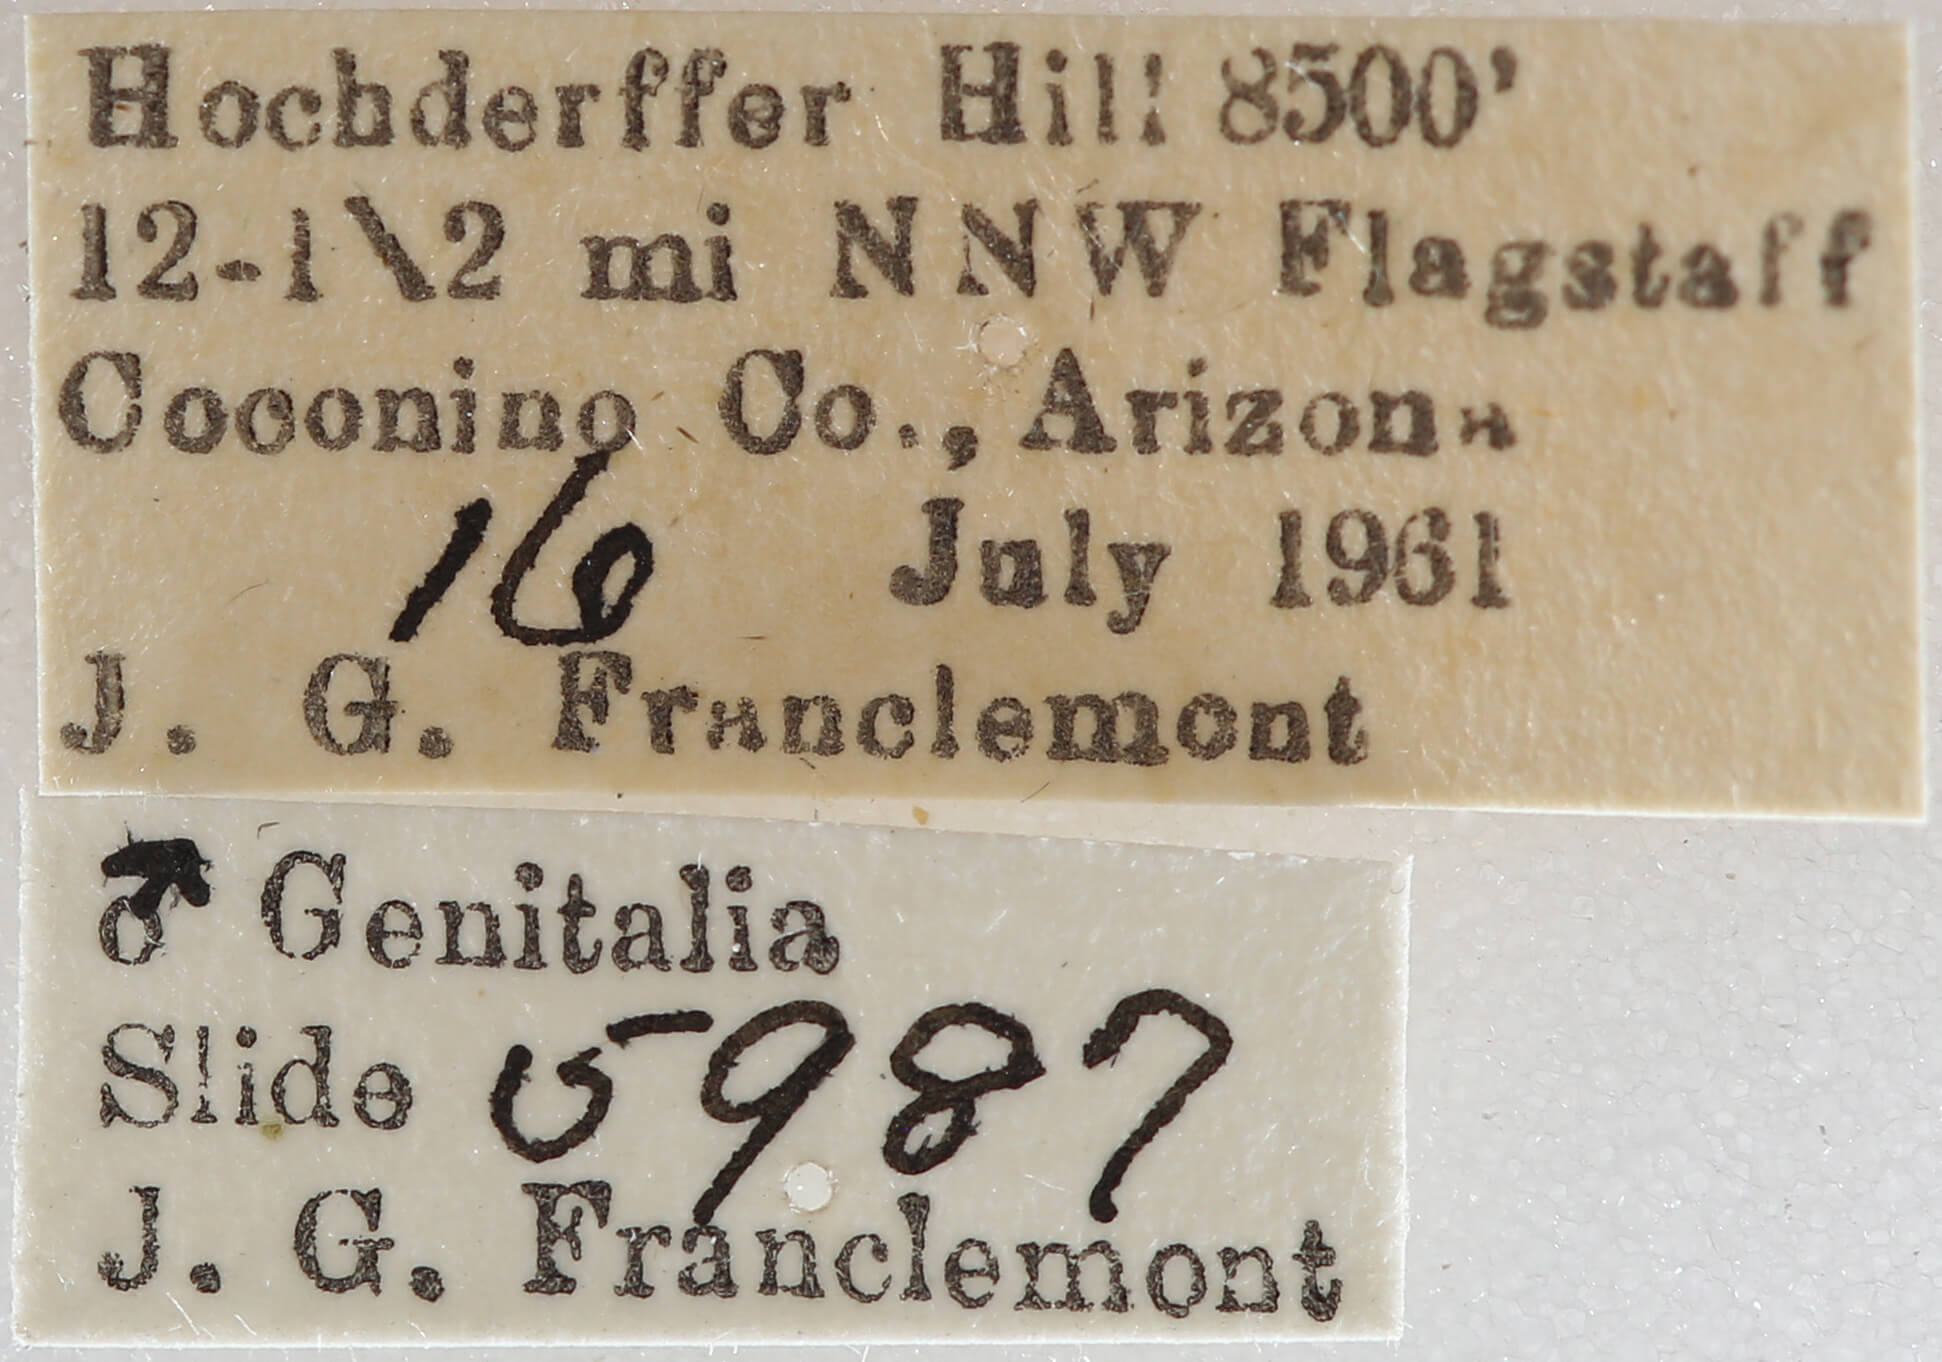 Hochderffer Hill 8500'
12-1\2 mi NNW Flagstaff
Coconino Co., Arizona
16 July 1961
J. G. Franclemont
♂ Genitalia
Slide 5987
J. G. Franclemont